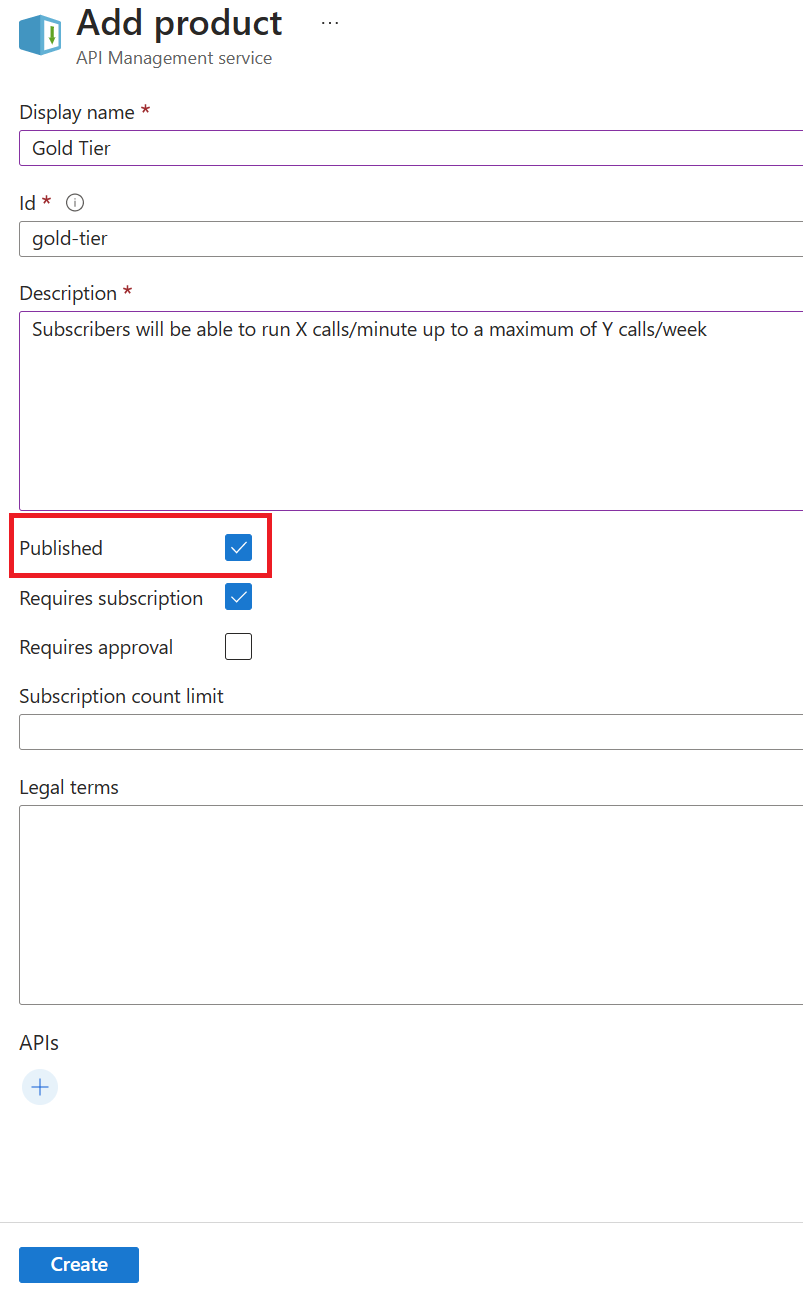 Add product ...
API Management service
Display name *
Gold Tier
Id *
gold-tier
Description *
Subscribers will be able to run X calls/minute up to a maximum of Y calls/week
Published
Requires subscription
Requires approval
Subscription count limit
Legal terms
APIs
Create